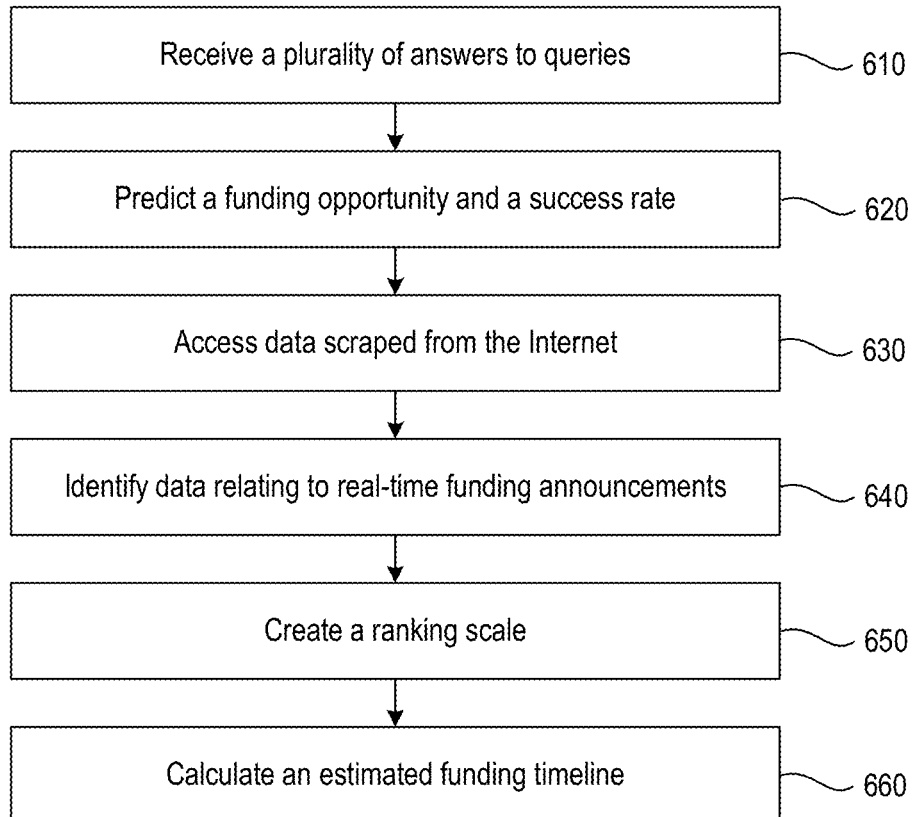 Receive a plurality of answers to queries
610
Predict a funding opportunity and a success rate
620
Access data scraped from the Internet
630
Identify data relating to real-time funding announcements
640
Create a ranking scale
650
Calculate an estimated funding timeline
660